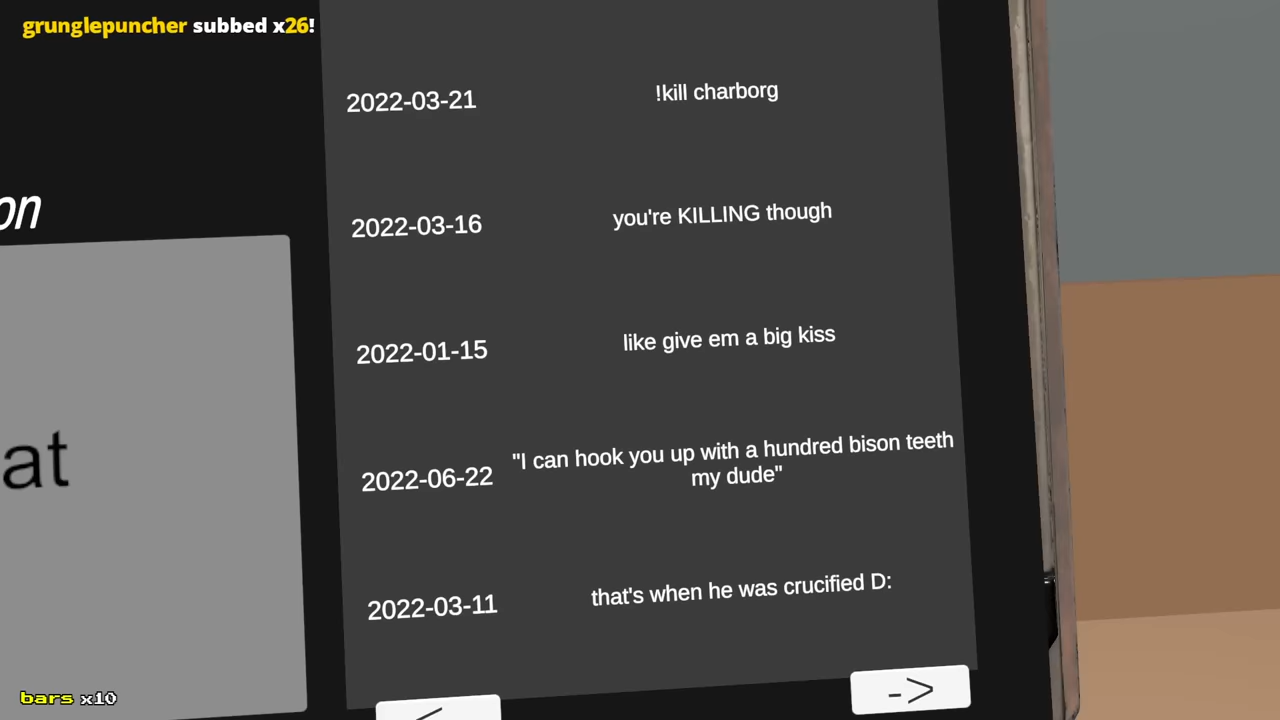 grunglepuncher subbed x26!
2022-03-21 !kill charborg
on
2022-03-16 you're KILLING though
2022-01-15 like give em a big kiss
at
2022-06-22 "I can hook you up with a hundred bison teeth
my dude"
2022-03-11 that's when he was crucified D:
->
bars x10